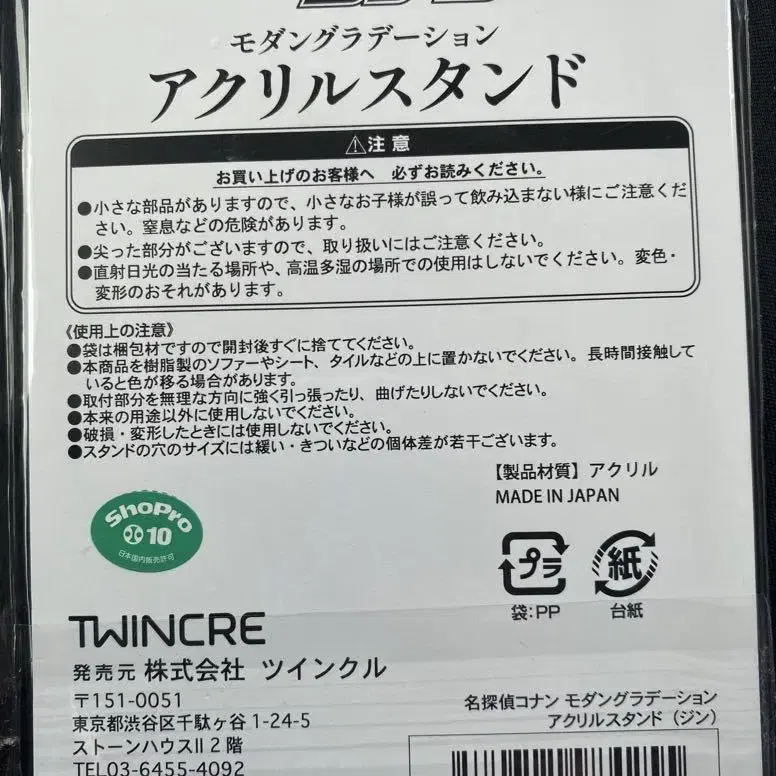 モダングラデーション
アクリルスタンド
⚠注意
お買い上げのお客様へ 必ずお読みください。
●小さな部品がありますので、小さなお子様が誤って飲み込まない様にご注意くだ
さい。窒息などの危険があります。
●尖った部分がございますので、取り扱いにはご注意ください。
●直射日光の当たる場所や、高温多湿の場所での使用はしないでください。変色・
変形のおそれがあります。
《使用上の注意》
●袋は梱包材ですので開封後すぐに捨ててください。
●本商品を樹脂製のソファーやシート、タイルなどの上に置かないでください。長時間接触して
いると色が移る場合があります。
●取付部分を無理な方向に強く引っ張ったり、曲げたりしないでください。
●本来の用途以外に使用しないでください。
●破損・変形したときには使用しないでください。
●スタンドの穴のサイズには緩い・きついなどの個体差が若干ございます。
【製品材質】アクリル
MADE IN JAPAN
ShoPro
10
日本国内販売許可
プラ
袋:PP
紙
台紙
TWINCRE
発売元 株式会社 ツインクル
〒151-0051
東京都渋谷区千駄ヶ谷1-24-5
ストーンハウスII 2階
TEL03-6455-4092
名探偵コナン モダングラデーション
アクリルスタンド（ジン）